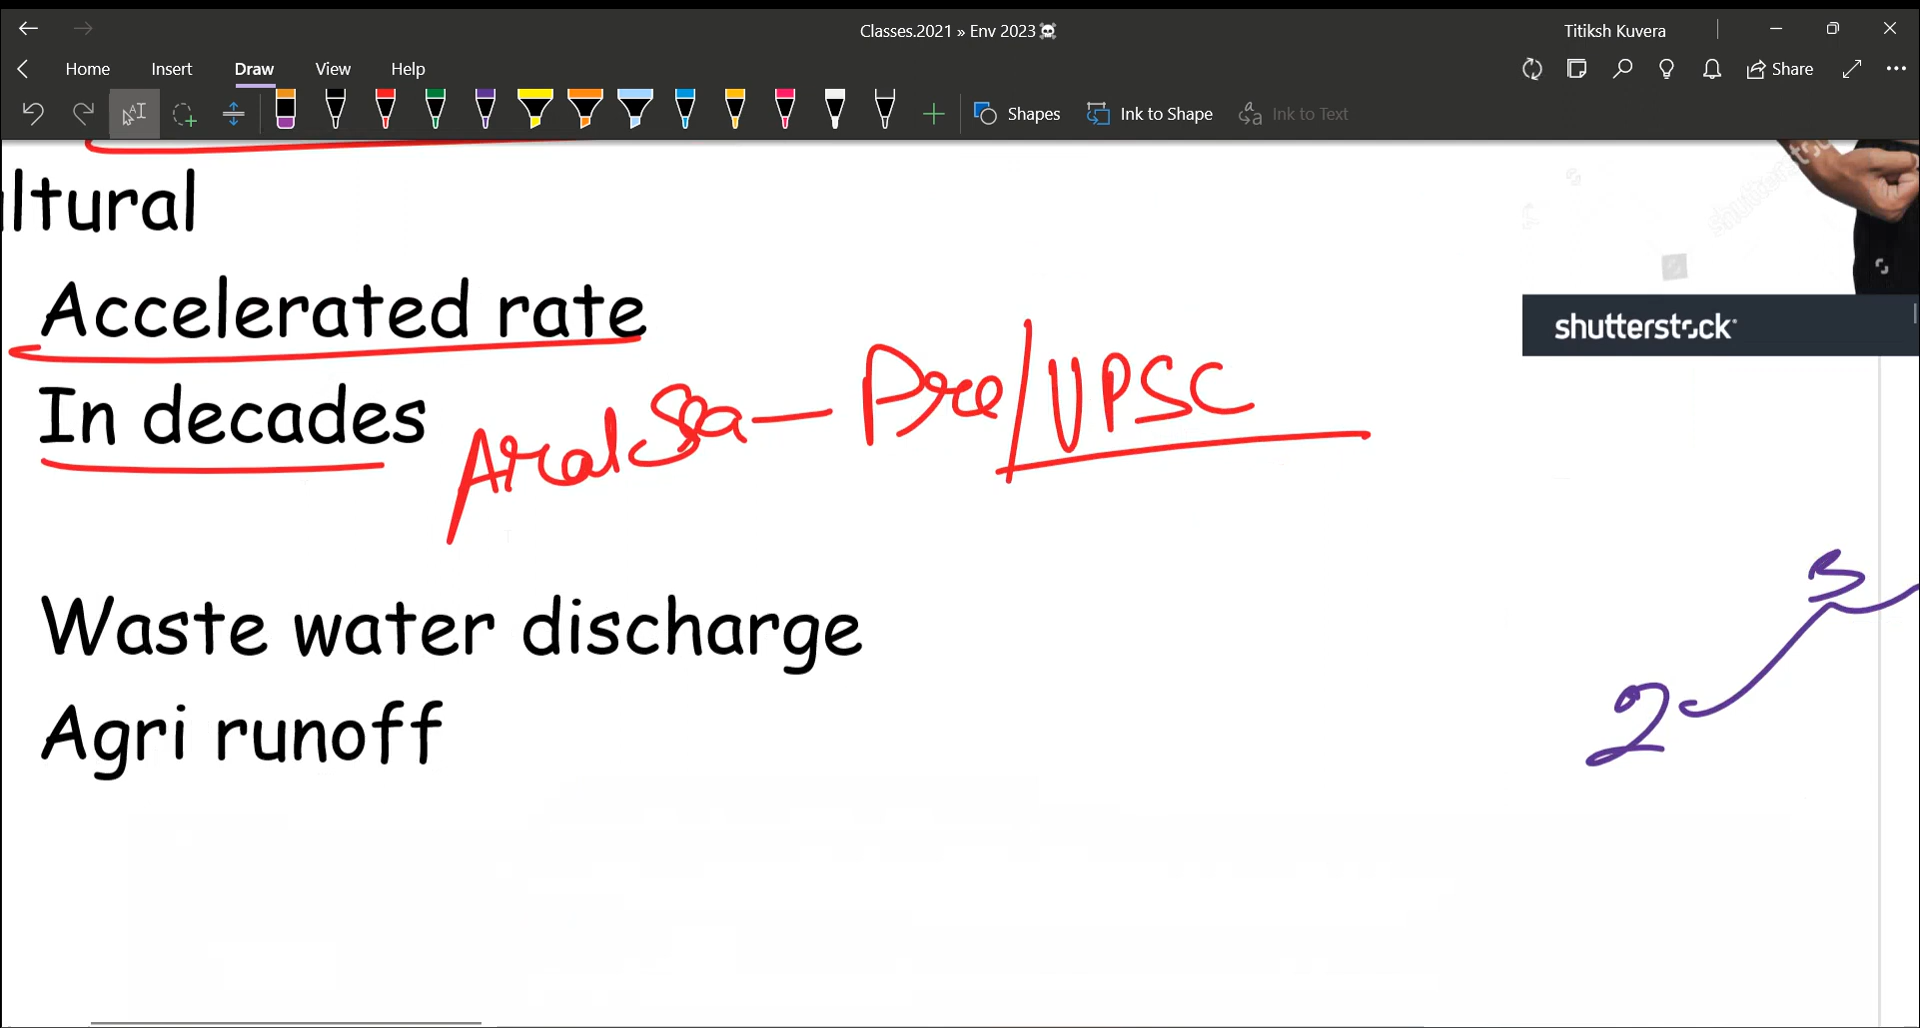 Classes.2021 » Env 2023☠ Titiksh Kuvera
Home Insert Draw View Help Share
Shapes Ink to Shape Ink to Text
ltural
Accelerated rate
In decades
Aral Sea — Pre/UPSC
shutterstock
shutterstock
Waste water discharge
Agri runoff
2